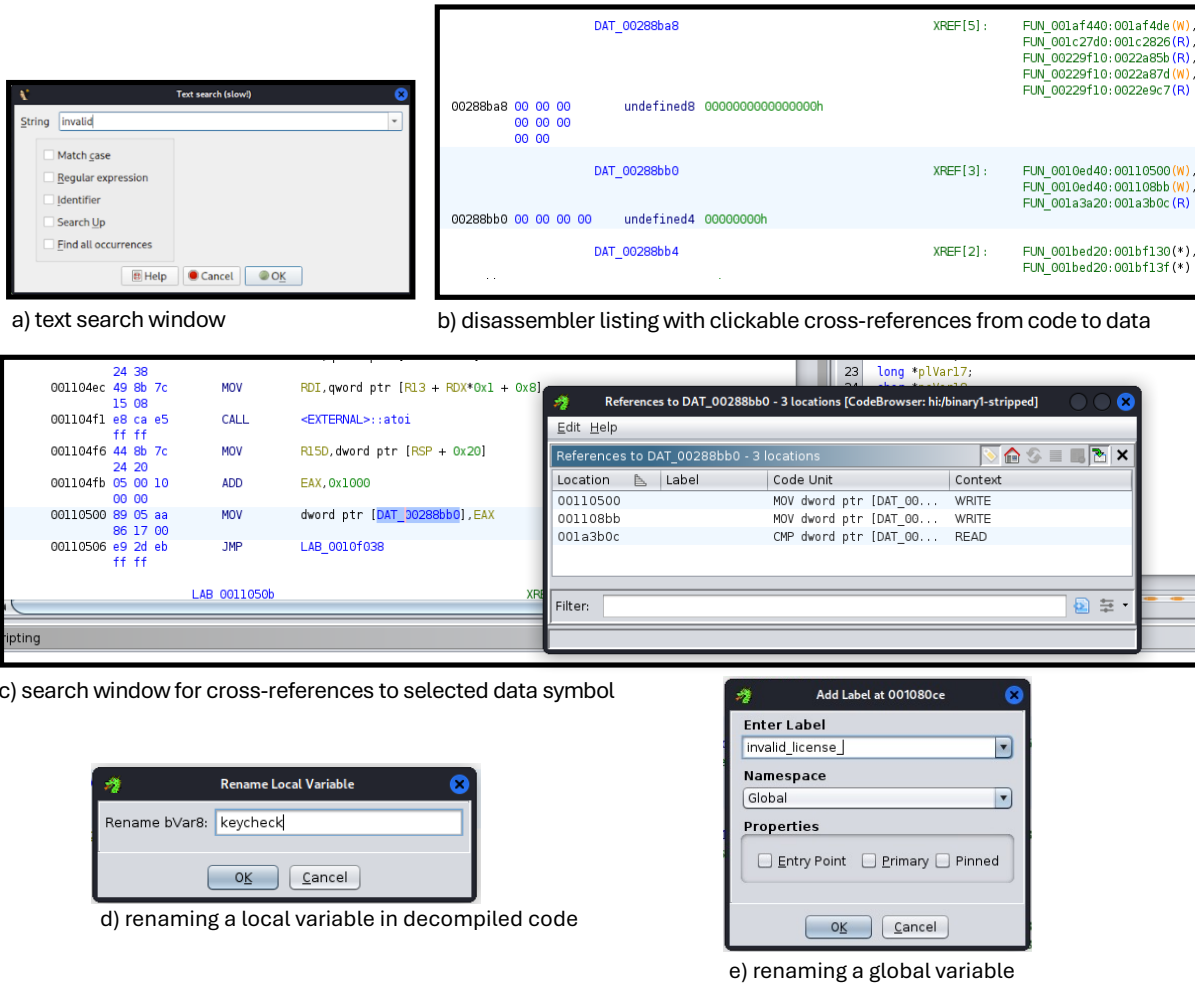 Text search (slow!)
String invalid
Match case
Regular expression
Identifier
Search Up
Find all occurrences
Help Cancel OK
a) text search window
DAT_00288ba8 XREF[5]: FUN_001af440:001af4de(W),
FUN_001c27d0:001c2826(R),
FUN_00229f10:0022a85b(R),
FUN_00229f10:0022a87d(W),
FUN_00229f10:0022e9c7(R)
00288ba8 00 00 00 undefined8 0000000000000000h
00 00 00
00 00
DAT_00288bb0 XREF[3]: FUN_0010ed40:00110500(W),
FUN_0010ed40:001108bb(W),
FUN_001a3a20:001a3b0c(R)
00288bb0 00 00 00 00 undefined4 00000000h
DAT_00288bb4 XREF[2]: FUN_001bed20:001bf130(*),
FUN_001bed20:001bf13f(*)
b) disassembler listing with clickable cross-references from code to data
24 38
001104ec 49 8b 7c MOV RDI,qword ptr [R13 + RDX*0x1 + 0x8]
15 08
001104f1 e8 ca e5 CALL <EXTERNAL>::atoi
ff ff
001104f6 44 8b 7c MOV R15D,dword ptr [RSP + 0x20]
24 20
001104fb 05 00 10 ADD EAX,0x1000
00 00
00110500 89 05 aa MOV dword ptr [DAT_00288bb0],EAX
86 17 00
00110506 e9 2d eb JMP LAB_0010f038
ff ff
LAB_0011050b XRE
ipting
23 long *plVar17;
References to DAT_00288bb0 - 3 locations [CodeBrowser: hi:/binary1-stripped]
Edit Help
References to DAT_00288bb0 - 3 locations
Location Label Code Unit Context
00110500 MOV dword ptr [DAT_00... WRITE
001108bb MOV dword ptr [DAT_00... WRITE
001a3b0c CMP dword ptr [DAT_00... READ
Filter:
c) search window for cross-references to selected data symbol
Rename Local Variable
Rename bVar8: keycheck
OK Cancel
d) renaming a local variable in decompiled code
Add Label at 001080ce
Enter Label
invalid_license_
Namespace
Global
Properties
Entry Point Primary Pinned
OK Cancel
e) renaming a global variable